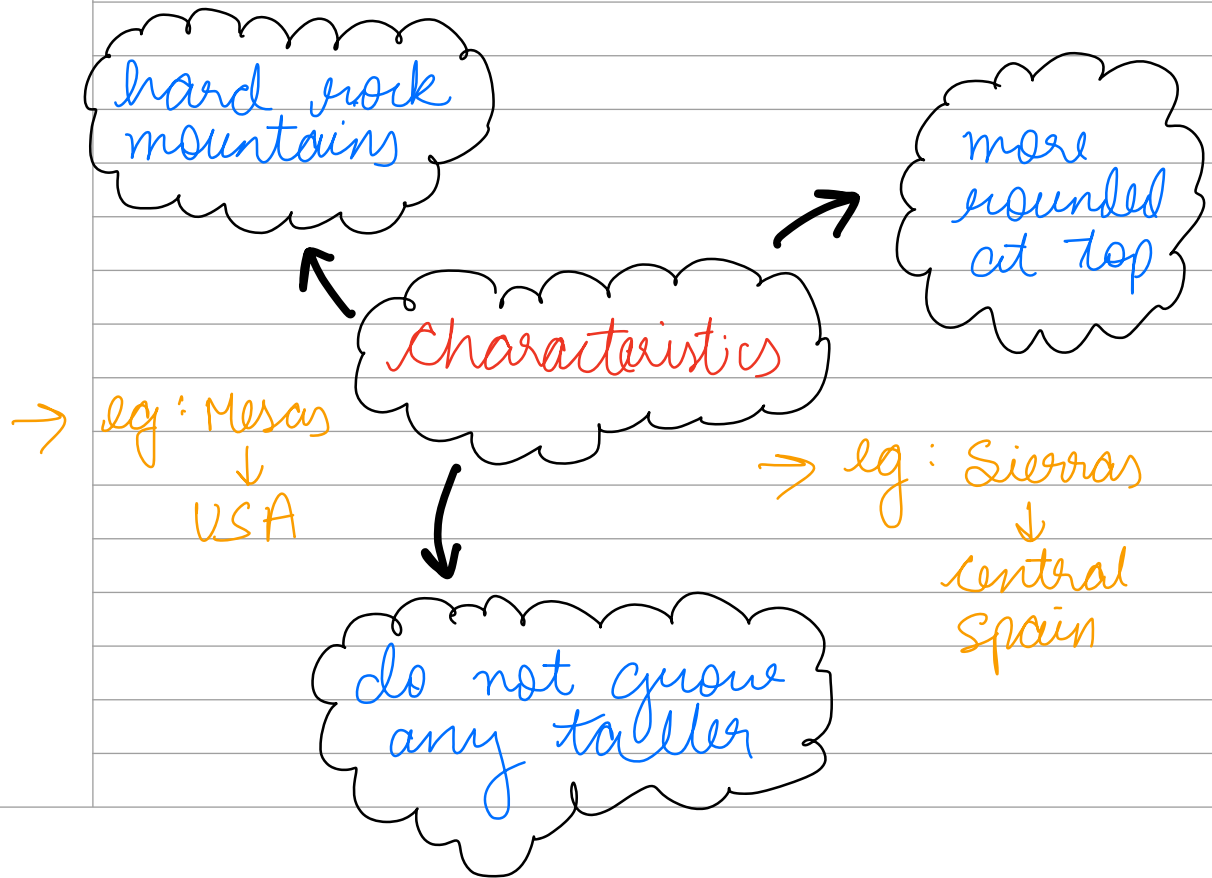 hard rock
mountains
more
rounded
at top
characteristics
→ eg: Mesas
↓
USA
→ eg: Sierras
↓
central
Spain
do not grow
any taller